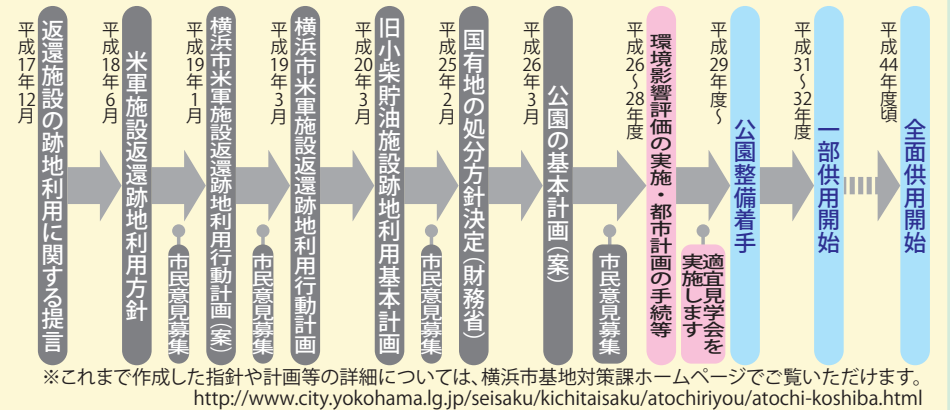 平成17年12月
返還施設の跡地利用に関する提言
平成18年6月
米軍施設返還跡地利用方針
市民意見募集
平成19年1月
横浜市米軍施設返還跡地利用行動計画(案)
市民意見募集
平成19年3月
横浜市米軍施設返還跡地利用行動計画
平成20年3月
旧小柴貯油施設跡地利用基本計画
市民意見募集
平成25年2月
国有地の処分方針決定(財務省)
平成26年3月
公園の基本計画(案)
市民意見募集
平成26~28年度
環境影響評価の実施・都市計画の手続等
適宜見学会を
実施します
平成29年度~
公園整備着手
平成31~32年度
一部供用開始
平成44年度頃
全面供用開始
※これまで作成した指針や計画等の詳細については、横浜市基地対策課ホームページでご覧いただけます。
http://www.city.yokohama.lg.jp/seisaku/kichitaisaku/atochiriyou/atochi-koshiba.html